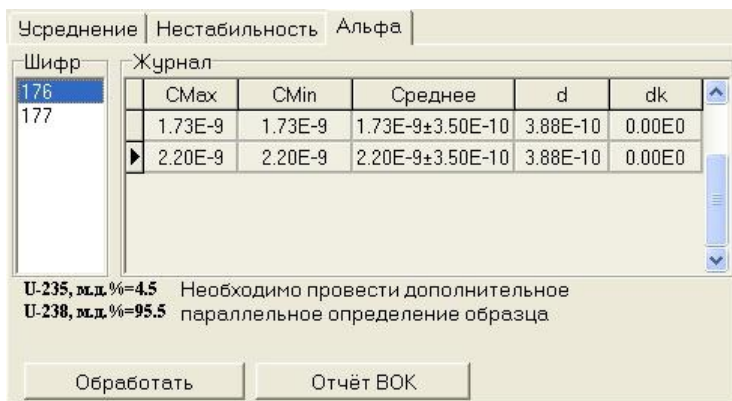 Усреднение Нестабильность Альфа
Шифр Журнал
176
177
CMax CMin Среднее d dk
1.73E-9 1.73E-9 1.73E-9±3.50E-10 3.88E-10 0.00E0
2.20E-9 2.20E-9 2.20E-9±3.50E-10 3.88E-10 0.00E0
U-235, м.д.%=4.5 Необходимо провести дополнительное
U-238, м.д.%=95.5 параллельное определение образца
Обработать Отчёт ВОК